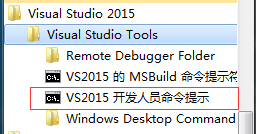 Visual Studio 2015
Visual Studio Tools
Remote Debugger Folder
VS2015 的 MSBuild 命令提示符
VS2015 开发人员命令提示
Windows Desktop Command